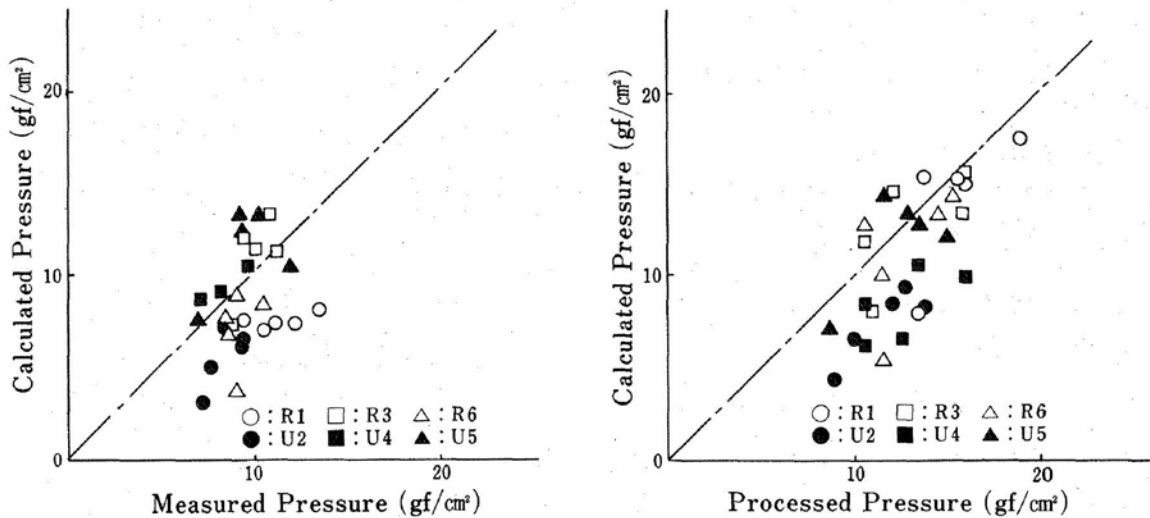 Calculated Pressure (gf/cm²)
20
10
0
10
20
○ : R1 □ : R3 △ : R6
● : U2 ■ : U4 ▲ : U5
Measured Pressure (gf/cm²)
Calculated Pressure (gf/cm²)
20
10
0
10
20
○ : R1 □ : R3 △ : R6
● : U2 ■ : U4 ▲ : U5
Processed Pressure (gf/cm²)